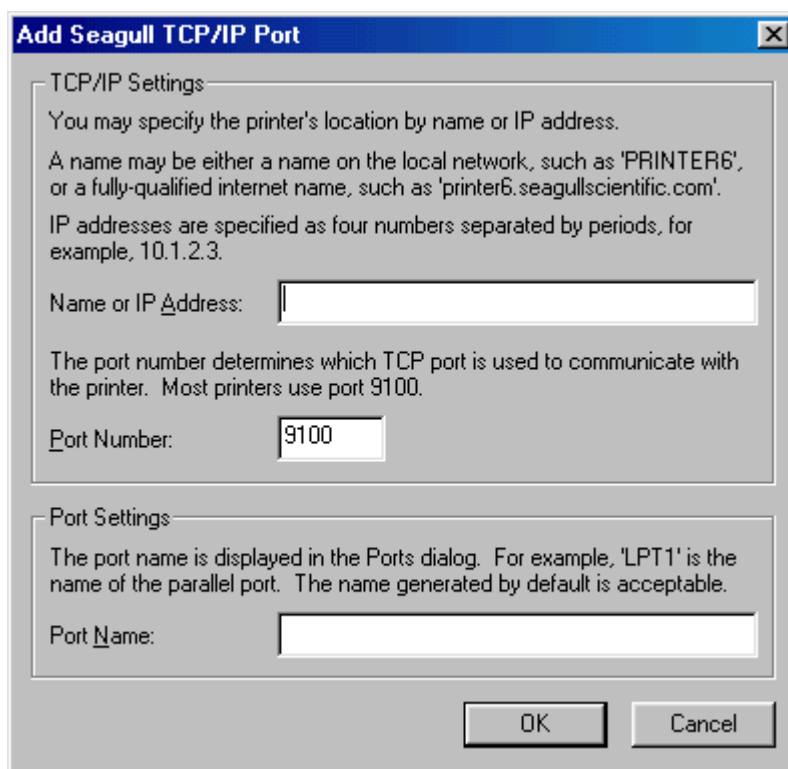 Add Seagull TCP/IP Port
TCP/IP Settings
You may specify the printer's location by name or IP address.
A name may be either a name on the local network, such as 'PRINTER6',
or a fully-qualified internet name, such as 'printer6.seagullscientific.com'.
IP addresses are specified as four numbers separated by periods, for
example, 10.1.2.3.
Name or IP Address:
The port number determines which TCP port is used to communicate with
the printer.  Most printers use port 9100.
Port Number: 9100
Port Settings
The port name is displayed in the Ports dialog.  For example, 'LPT1' is the
name of the parallel port.  The name generated by default is acceptable.
Port Name:
OK Cancel